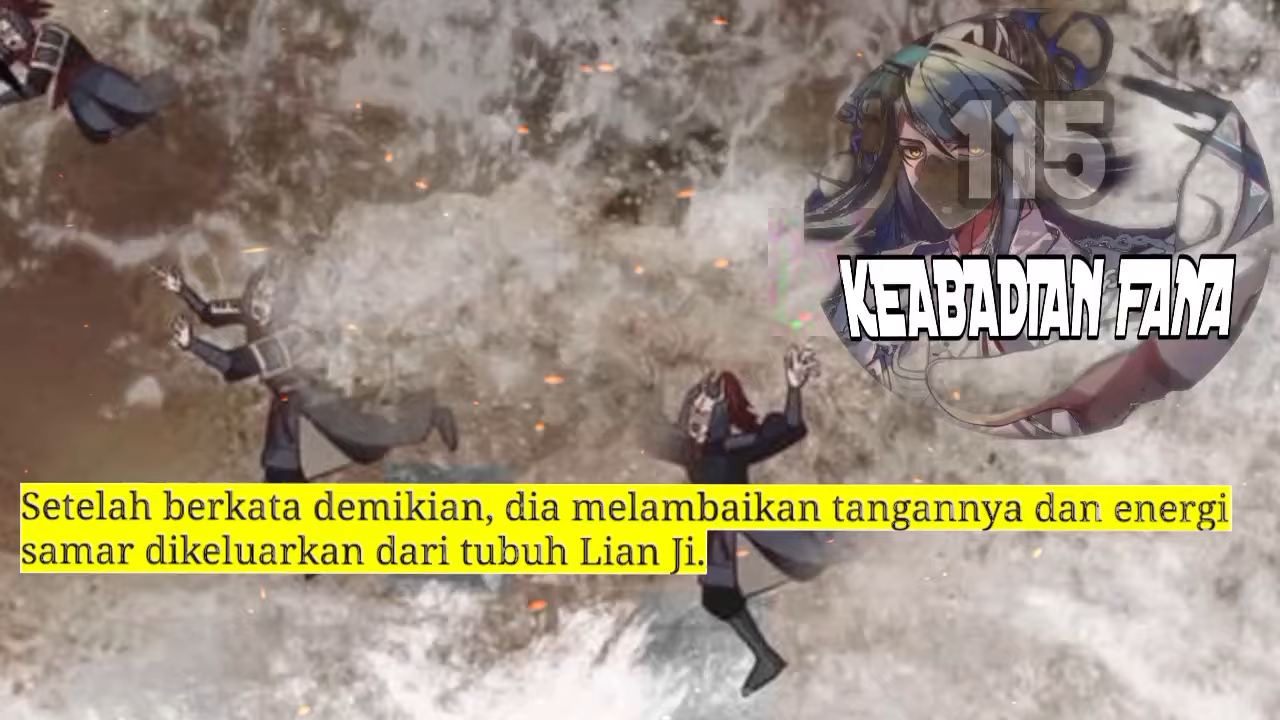 115
KEABADIAN FANA
Setelah berkata demikian, dia melambaikan tangannya dan energi
samar dikeluarkan dari tubuh Lian Ji.